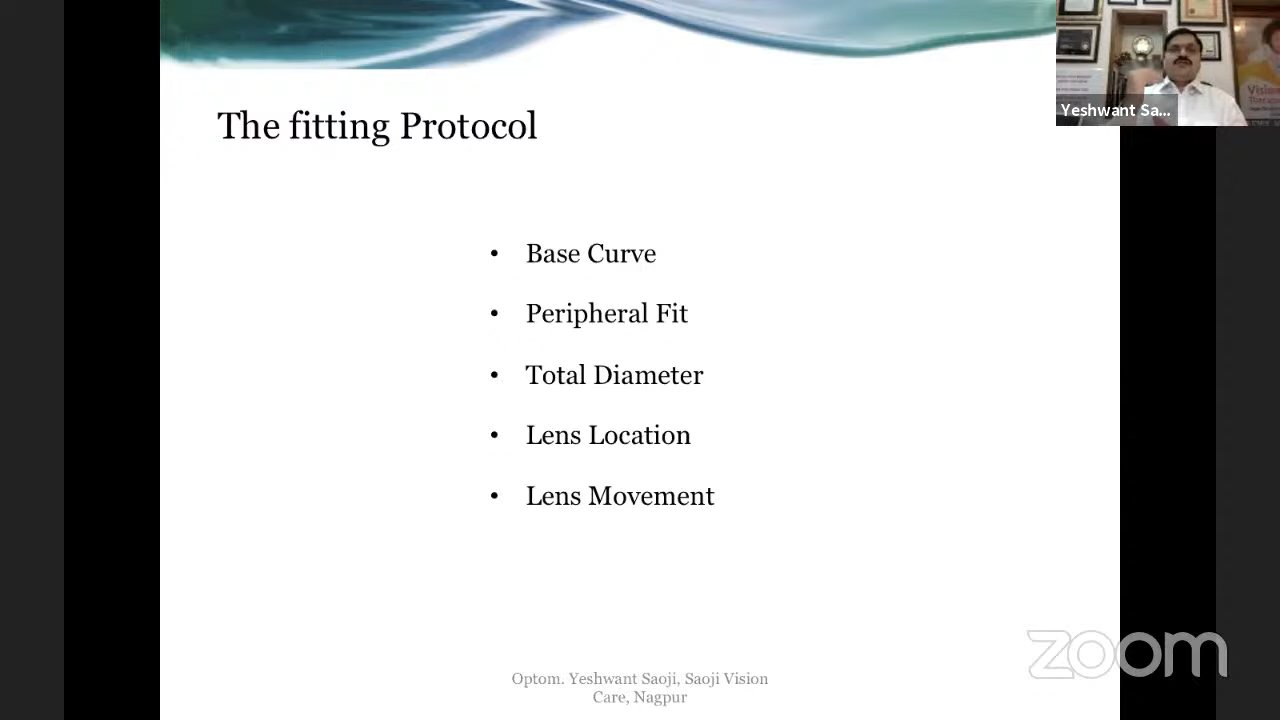 The fitting Protocol
Yeshwant Sa...
• Base Curve
• Peripheral Fit
• Total Diameter
• Lens Location
• Lens Movement
zoom
Optom. Yeshwant Saoji, Saoji Vision
Care, Nagpur
Vision